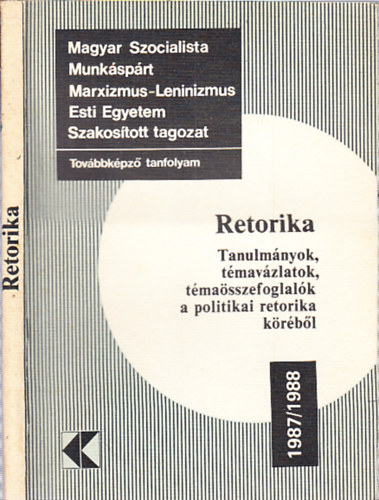 Retorika
Magyar Szocialista
Munkáspárt
Marxizmus-Leninizmus
Esti Egyetem
Szakosított tagozat
Továbbképző tanfolyam
Retorika
Tanulmányok,
témavázlatok,
témaösszefoglalók
a politikai retorika
köréből
1987/1988